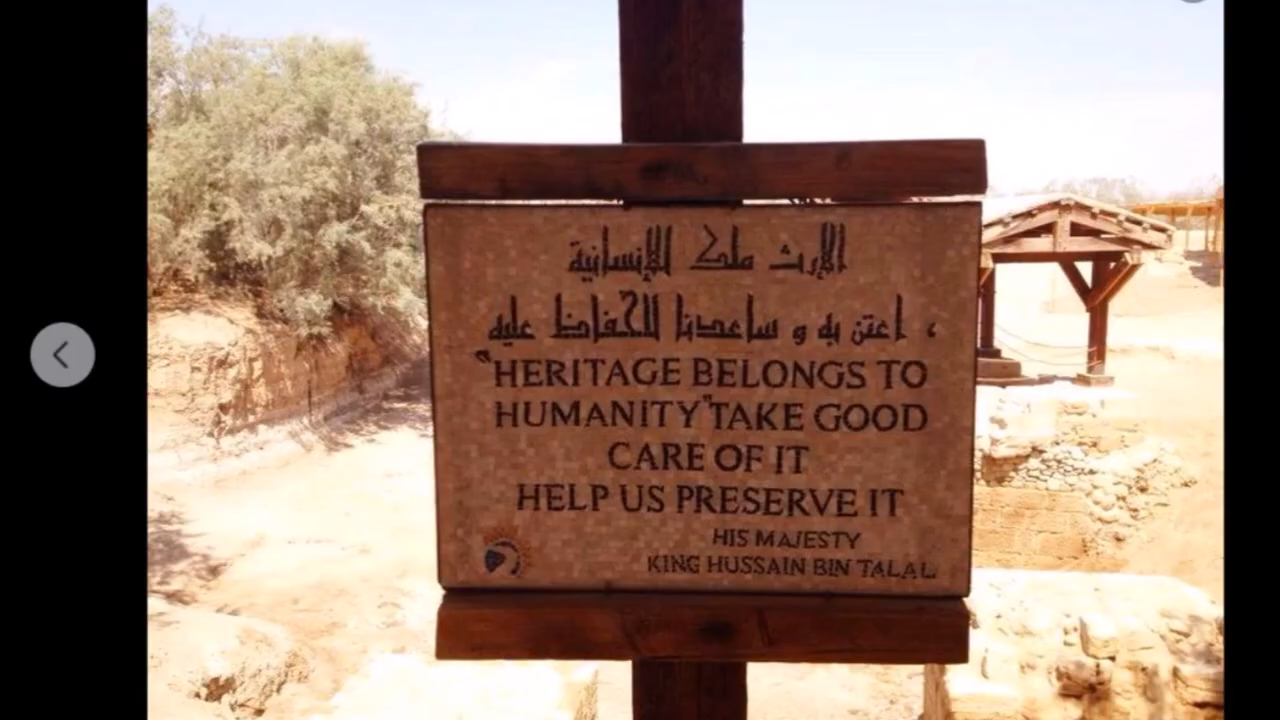 الإرث ملك للإنسانية
، اعتن به و ساعدنا للحفاظ عليه
"HERITAGE BELONGS TO
HUMANITY"TAKE GOOD
CARE OF IT
HELP US PRESERVE IT
HIS MAJESTY
KING HUSSAIN BIN TALAL.